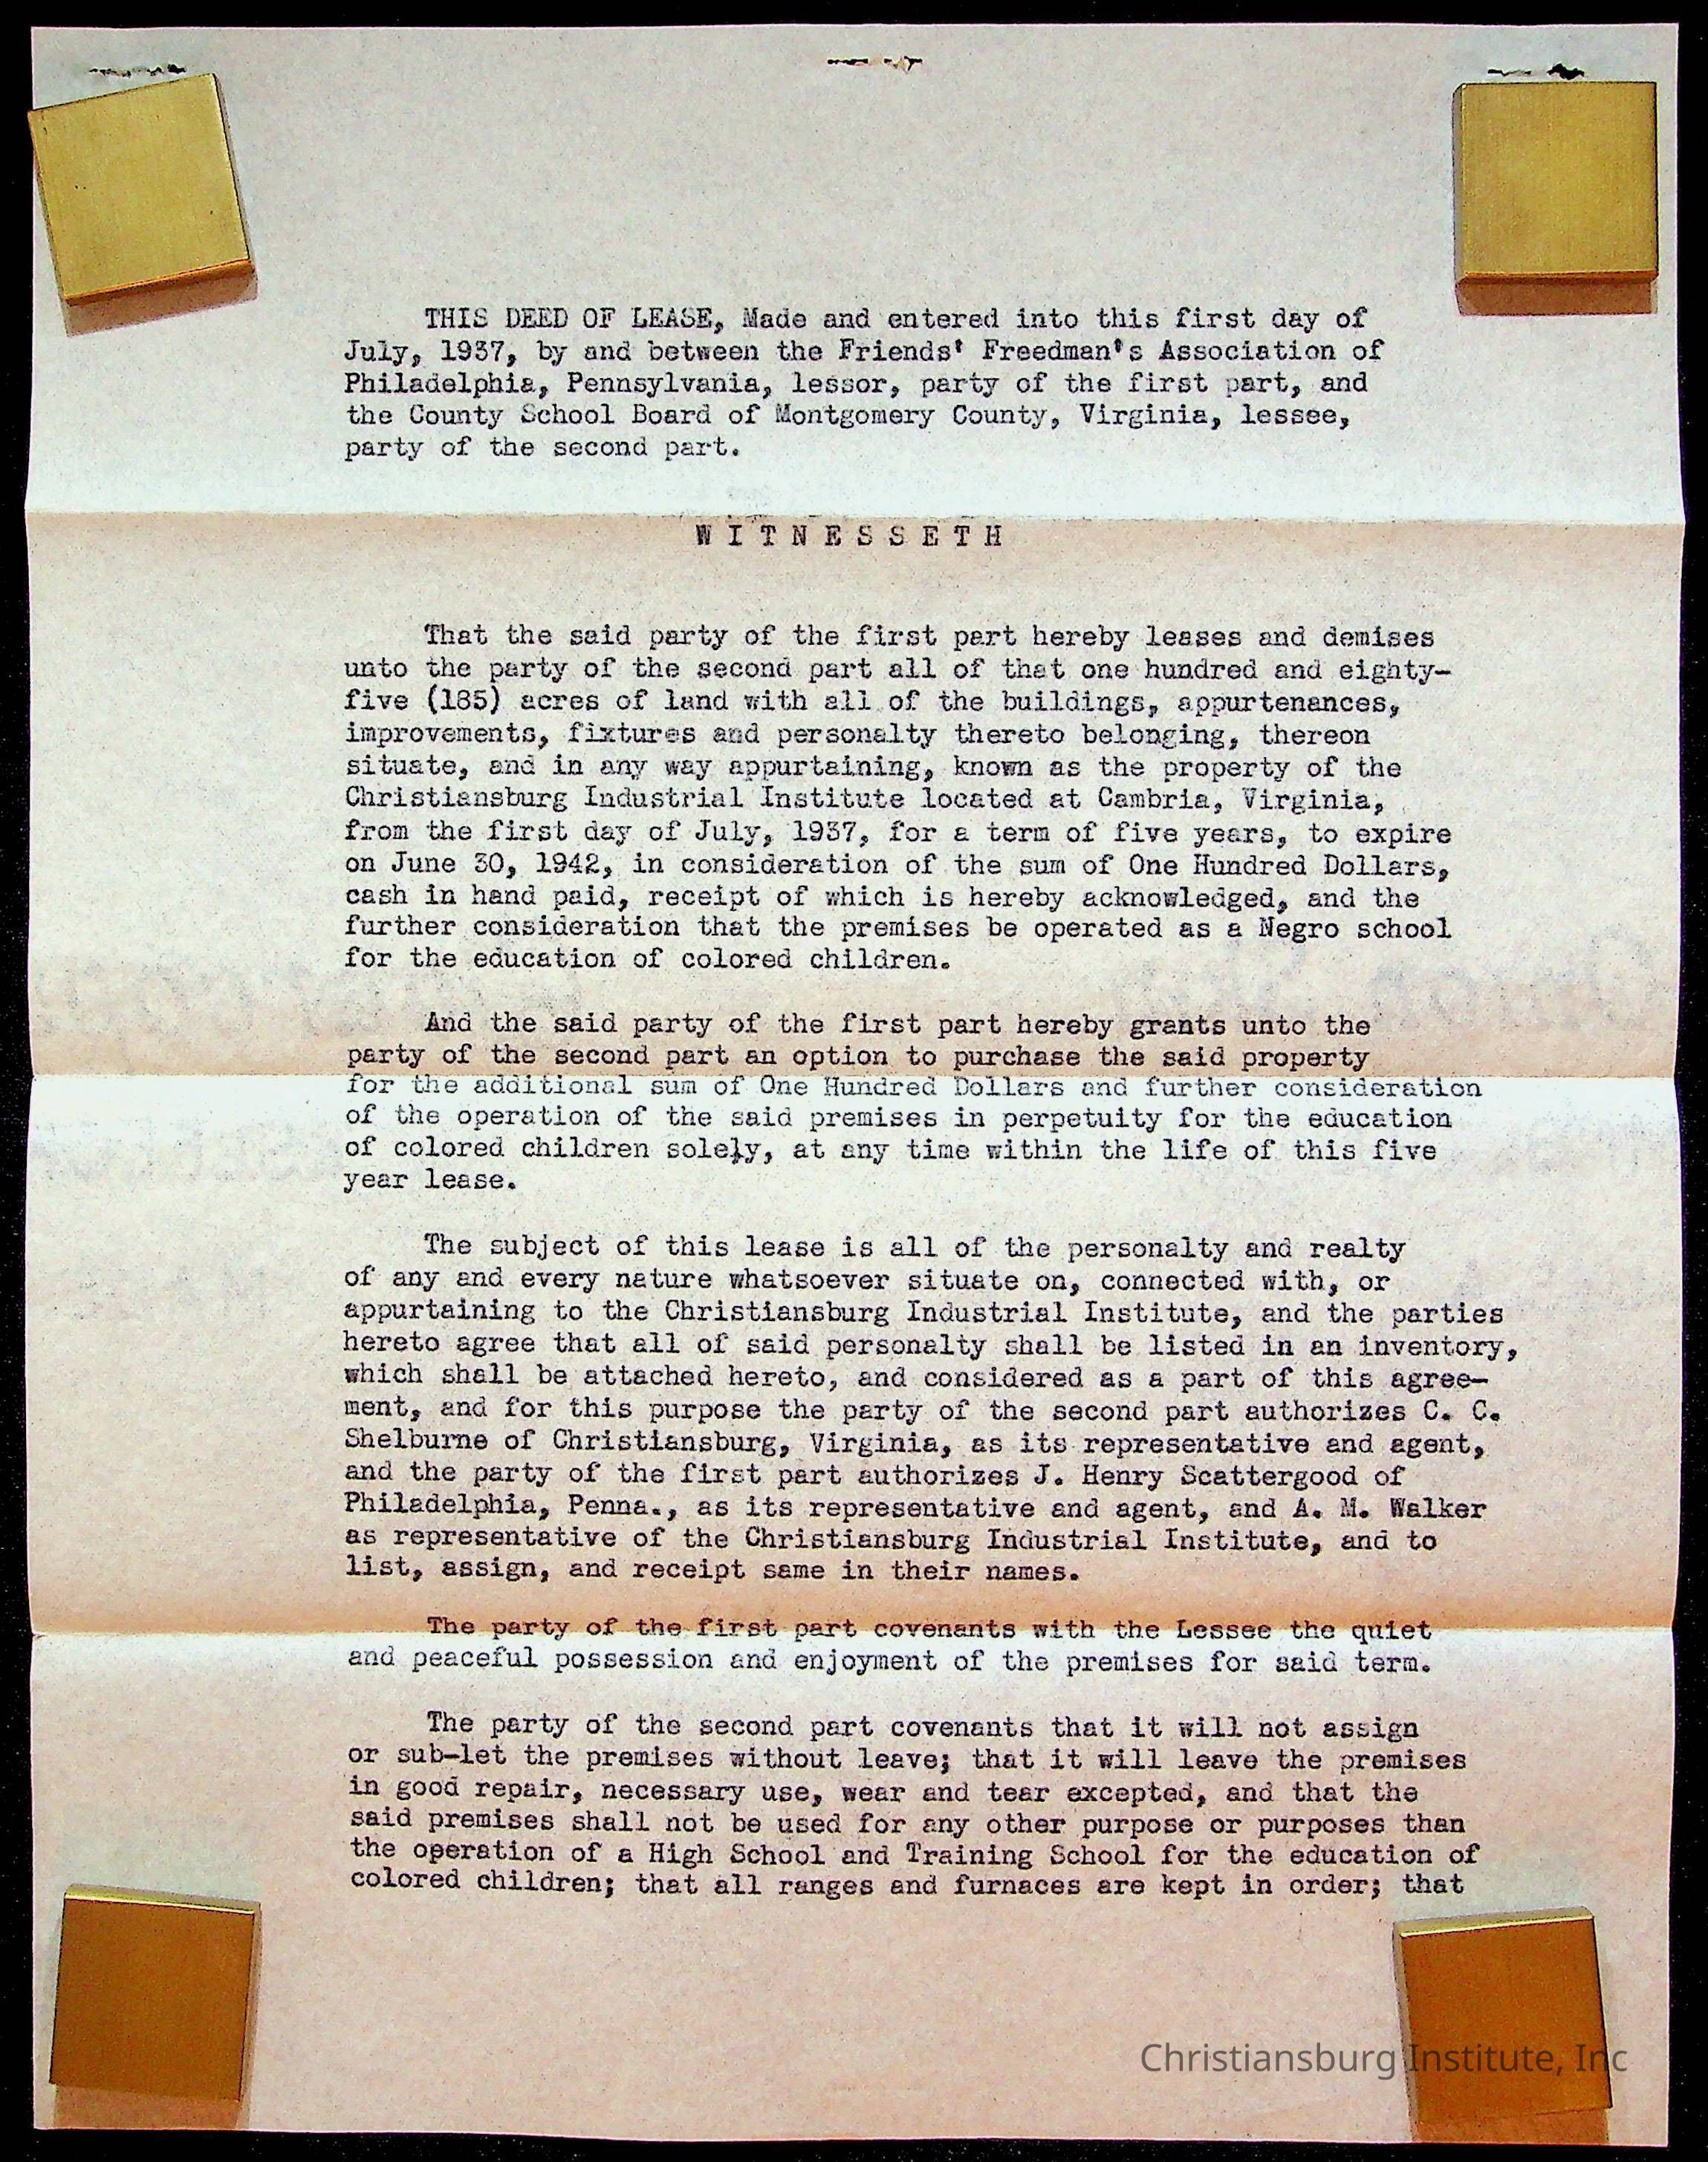 THIS DEED OF LEASE, Made and entered into this first day of
July, 1937, by and between the Friends' Freedman's Association of
Philadelphia, Pennsylvania, lessor, party of the first part, and
the County School Board of Montgomery County, Virginia, lessee,
party of the second part.
W I T N E S S E T H
That the said party of the first part hereby leases and demises
unto the party of the second part all of that one hundred and eighty-
five (185) acres of land with all of the buildings, appurtenances,
improvements, fixtures and personalty thereto belonging, thereon
situate, and in any way appurtaining, known as the property of the
Christiansburg Industrial Institute located at Cambria, Virginia,
from the first day of July, 1937, for a term of five years, to expire
on June 30, 1942, in consideration of the sum of One Hundred Dollars,
cash in hand paid, receipt of which is hereby acknowledged, and the
further consideration that the premises be operated as a Negro school
for the education of colored children.
And the said party of the first part hereby grants unto the
party of the second part an option to purchase the said property
for the additional sum of One Hundred Dollars and further consideration
of the operation of the said premises in perpetuity for the education
of colored children solely, at any time within the life of this five
year lease.
The subject of this lease is all of the personalty and realty
of any and every nature whatsoever situate on, connected with, or
appurtaining to the Christiansburg Industrial Institute, and the parties
hereto agree that all of said personalty shall be listed in an inventory,
which shall be attached hereto, and considered as a part of this agree-
ment, and for this purpose the party of the second part authorizes C. C.
Shelburne of Christiansburg, Virginia, as its representative and agent,
and the party of the first part authorizes J. Henry Scattergood of
Philadelphia, Penna., as its representative and agent, and A. M. Walker
as representative of the Christiansburg Industrial Institute, and to
list, assign, and receipt same in their names.
The party of the first part covenants with the Lessee the quiet
and peaceful possession and enjoyment of the premises for said term.
The party of the second part covenants that it will not assign
or sub-let the premises without leave; that it will leave the premises
in good repair, necessary use, wear and tear excepted, and that the
said premises shall not be used for any other purpose or purposes than
the operation of a High School and Training School for the education of
colored children; that all ranges and furnaces are kept in order; that
Christiansburg Institute, Inc